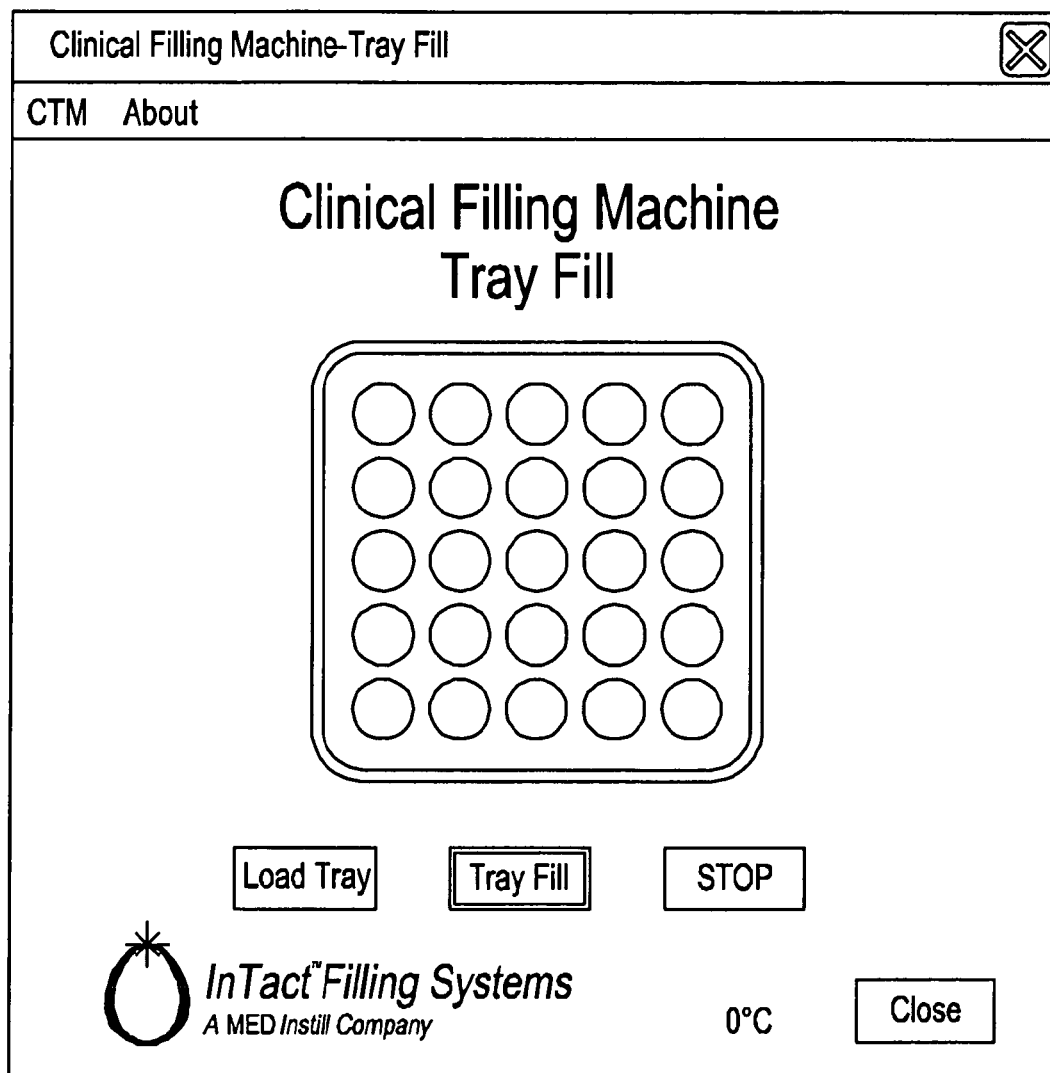 Clinical Filling Machine-Tray Fill
CTM About
Clinical Filling Machine
Tray Fill
Load Tray Tray Fill STOP
InTact™ Filling Systems
A MED Instill Company
0°C Close